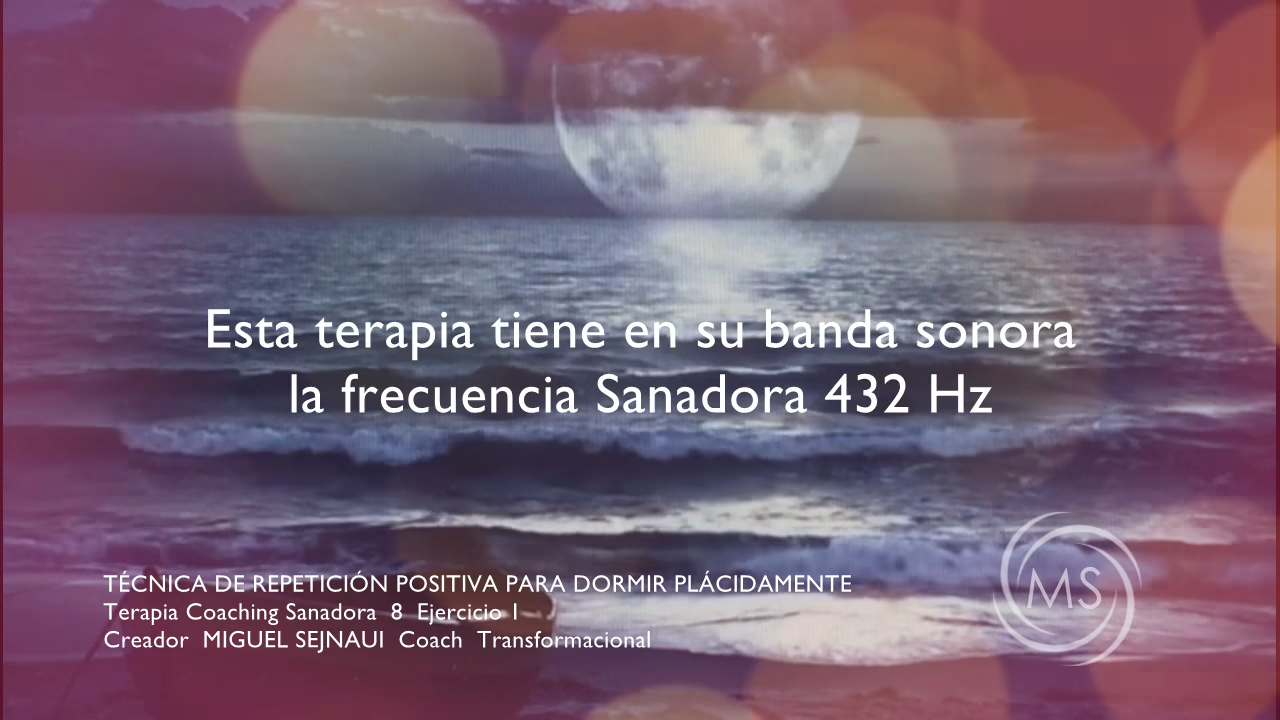 Esta terapia tiene en su banda sonora
la frecuencia Sanadora 432 Hz
TÉCNICA DE REPETICIÓN POSITIVA PARA DORMIR PLÁCIDAMENTE
Terapia Coaching Sanadora 8 Ejercicio 1
Creador MIGUEL SEJNAUI Coach Transformacional
MS